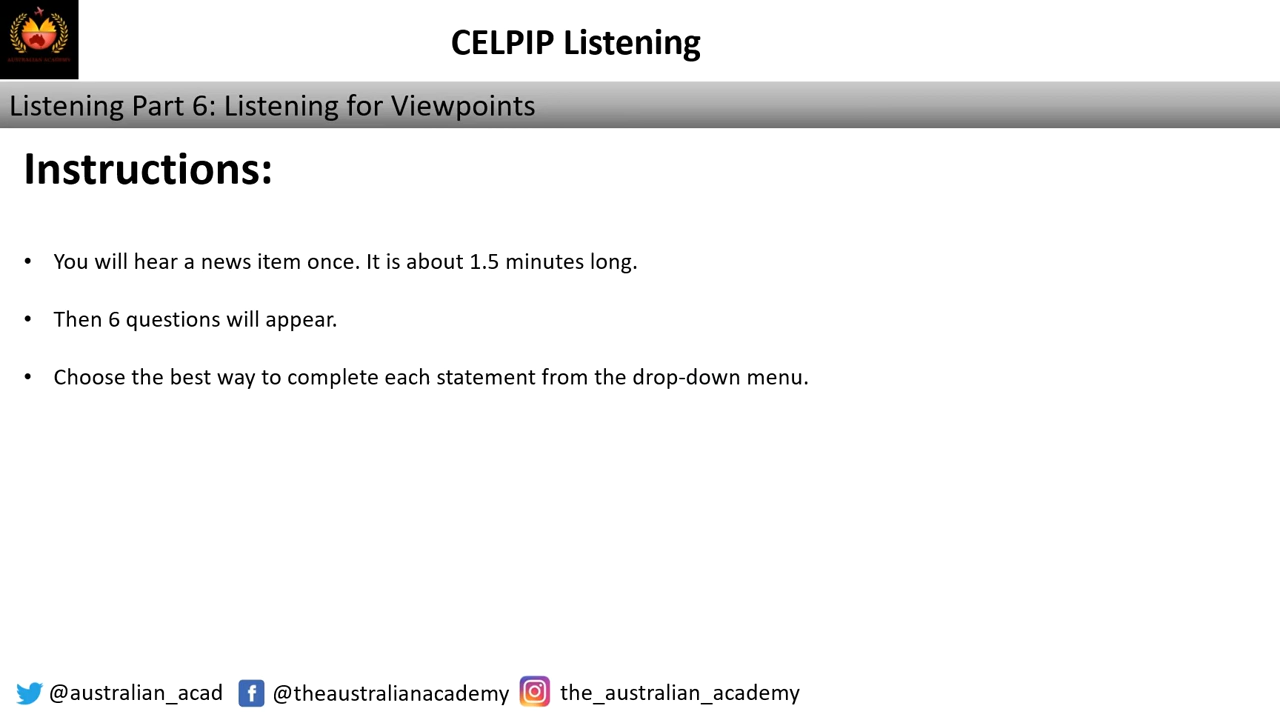 AUSTRALIAN ACADEMY
CELPIP Listening
Listening Part 6: Listening for Viewpoints
Instructions:
• You will hear a news item once. It is about 1.5 minutes long.
• Then 6 questions will appear.
• Choose the best way to complete each statement from the drop-down menu.
@australian_acad @theaustralianacademy the_australian_academy